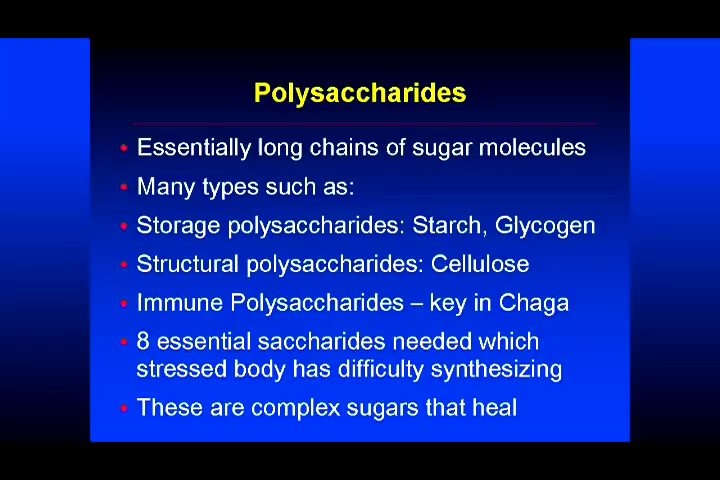 Polysaccharides
• Essentially long chains of sugar molecules
• Many types such as:
• Storage polysaccharides: Starch, Glycogen
• Structural polysaccharides: Cellulose
• Immune Polysaccharides – key in Chaga
• 8 essential saccharides needed which
stressed body has difficulty synthesizing
• These are complex sugars that heal